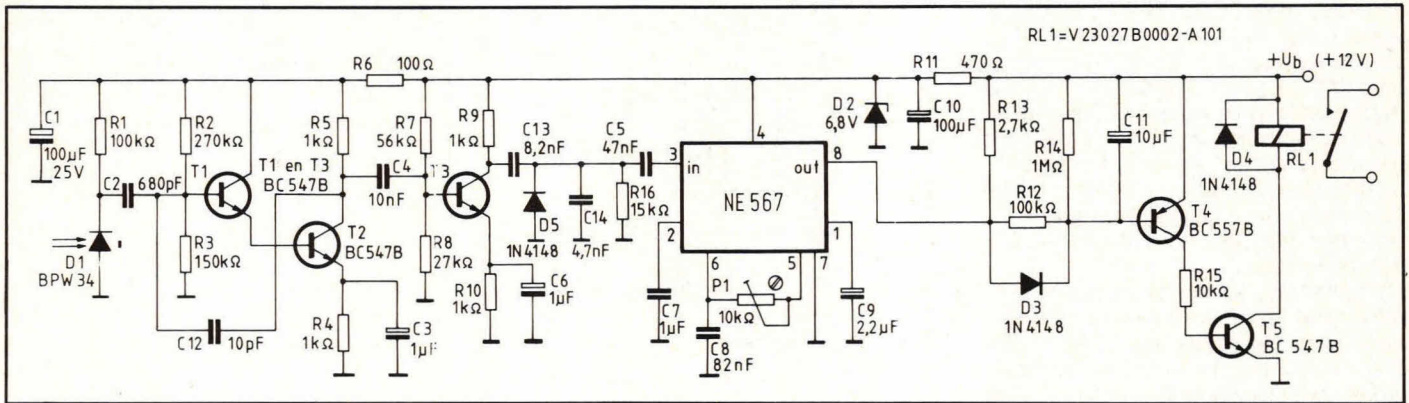 RL1=V23027B0002-A101
+Ub (+12V)
R6 100Ω
R11 470Ω
C1
100µF
25V
R1
100kΩ
R2
270kΩ
R5
1kΩ
R7
56kΩ
R9
1kΩ
C13
8,2nF
C5
47nF
D2
6,8V
C10
100µF
R13
2,7kΩ
R14
1MΩ
C11
10µF
D4
1N4148
RL1
C2
680pF
T1
T1 en T3
BC547B
C4
10nF
T3
R16
15kΩ
3
in
4
8
out
NE567
2
1
6
5
7
R12
100kΩ
T4
BC557B
D1
BPW34
R3
150kΩ
T2
BC547B
R8
27kΩ
D5
1N4148
C14
4,7nF
R10
1kΩ
C6
1µF
C7
1µF
P1
10kΩ
C8
82nF
C9
2,2µF
D3
1N4148
R15
10kΩ
T5
BC547B
C12
10pF
R4
1kΩ
C3
1µF